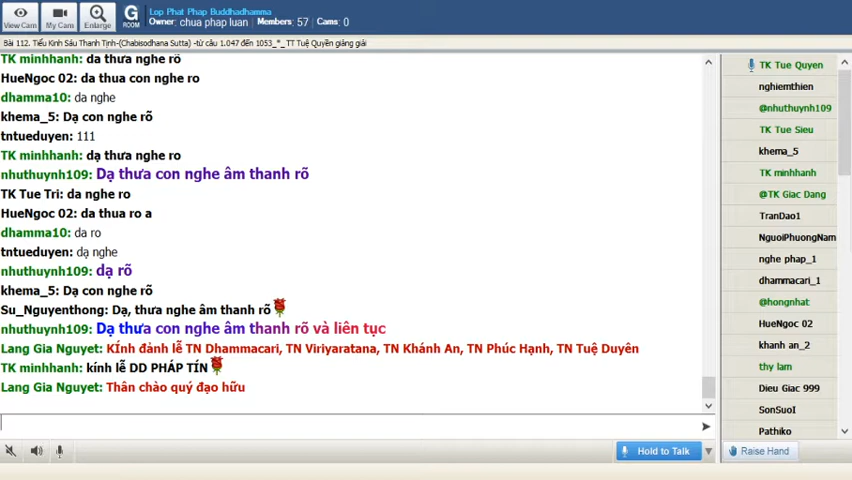 View Cam
My Cam
Enlarge
G
ROOM
Lop Phat Phap Buddhadhamma
Owner: chua phap luan Members: 57 Cams: 0
Bài 112. Tiểu Kinh Sáu Thanh Tịnh-(Chabisodhana Sutta) -từ câu 1.047 đến 1053_*_ TT Tuệ Quyền giảng giải
TK minhhanh: dạ thưa nghe rõ
HueNgoc 02: da thua con nghe ro
dhamma10: da nghe
khema_5: Dạ con nghe rõ
tntueduyen: 111
TK minhhanh: dạ thưa nghe ro
nhuthuynh109: Dạ thưa con nghe âm thanh rõ
TK Tue Tri: da nghe ro
HueNgoc 02: da thua ro a
dhamma10: da ro
tntueduyen: dạ nghe
nhuthuynh109: dạ rõ
khema_5: Dạ con nghe rõ
Su_Nguyenthong: Dạ, thưa nghe âm thanh rõ
nhuthuynh109: Dạ thưa con nghe âm thanh rõ và liên tục
Lang Gia Nguyet: KÍnh đảnh lễ TN Dhammacari, TN Viriyaratana, TN Khánh An, TN Phúc Hạnh, TN Tuệ Duyên
TK minhhanh: kính lễ DD PHÁP TÍN
Lang Gia Nguyet: Thân chào quý đạo hữu
Hold to Talk
TK Tue Quyen
nghiemthien
@nhuthuynh109
TK Tue Sieu
khema_5
TK minhhanh
@TK Giac Dang
TranDao1
NguoiPhuongNam
nghe phap_1
dhammacari_1
@hongnhat
HueNgoc 02
khanh an_2
thy lam
Dieu Giac 999
SonSuoI
Pathiko
Raise Hand